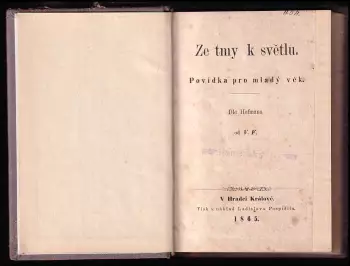 Ze tmy k světlu.
Povídka pro mladý věk.
Dle Hofmana
od V. F.
V Hradci Králové.
Tisk a náklad Ladislava Pospíšila.
1865.